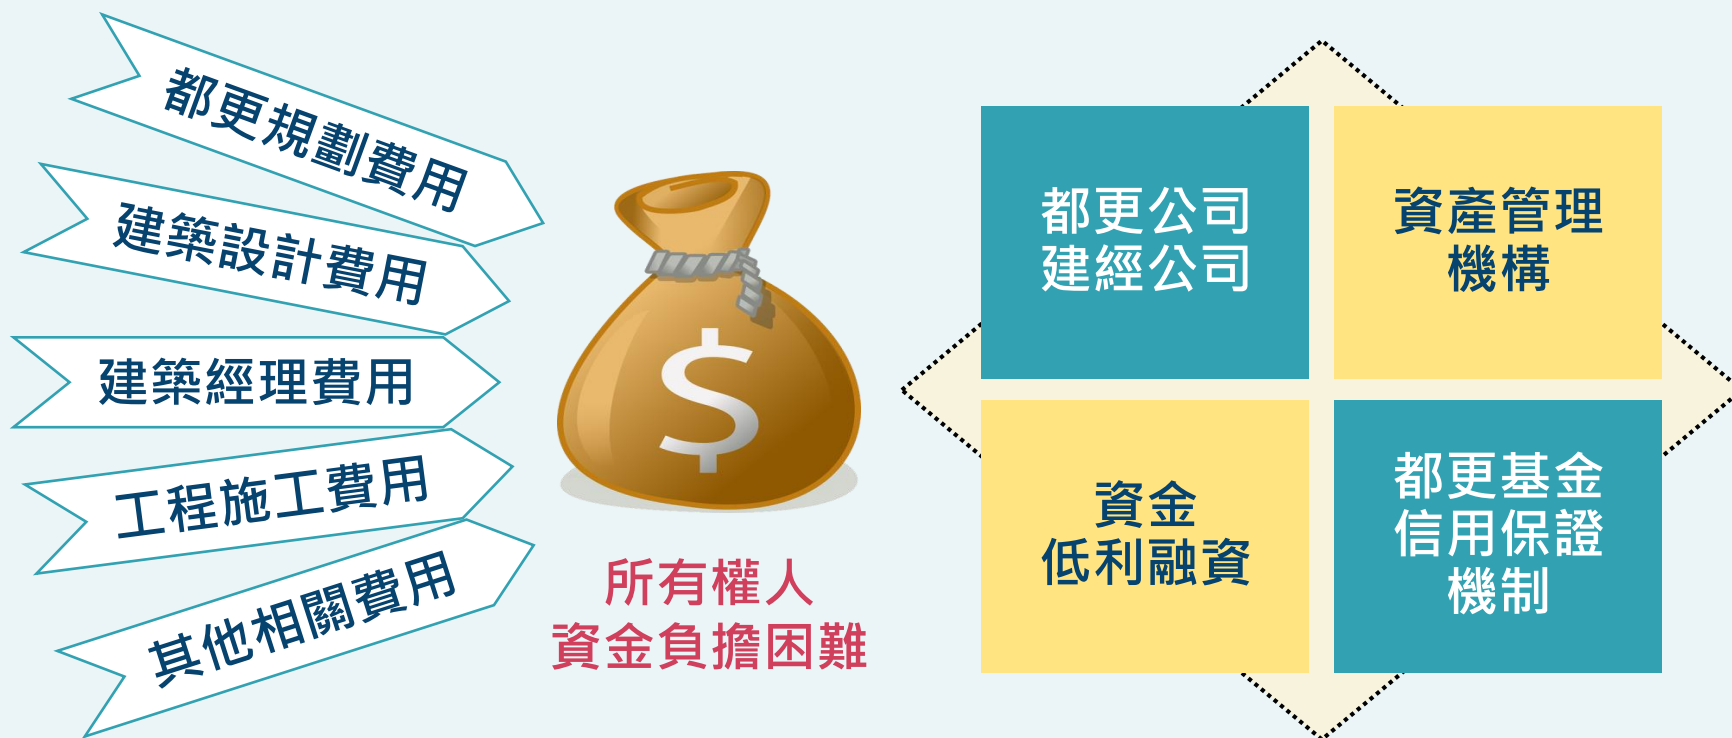 都更規劃費用
建築設計費用
建築經理費用
工程施工費用
其他相關費用
$
所有權人
資金負擔困難
都更公司
建經公司
資產管理
機構
資金
低利融資
都更基金
信用保證
機制